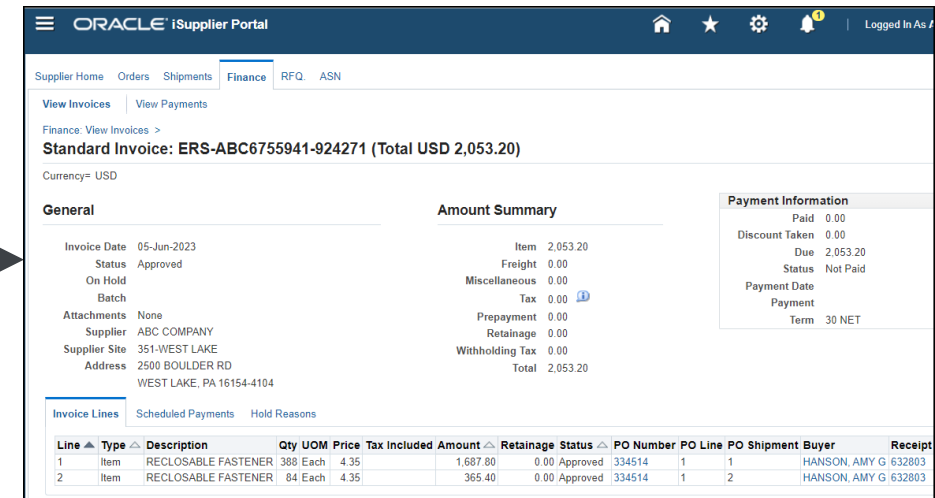 ORACLE iSupplier Portal 1 Logged In As A
Supplier Home Orders Shipments Finance RFQ. ASN
View Invoices View Payments
Finance: View Invoices >
Standard Invoice: ERS-ABC6755941-924271 (Total USD 2,053.20)
Currency= USD
General
Invoice Date 05-Jun-2023
Status Approved
On Hold
Batch
Attachments None
Supplier ABC COMPANY
Supplier Site 351-WEST LAKE
Address 2500 BOULDER RD
WEST LAKE, PA 16154-4104
Amount Summary
Item 2,053.20
Freight 0.00
Miscellaneous 0.00
Tax 0.00
Prepayment 0.00
Retainage 0.00
Withholding Tax 0.00
Total 2,053.20
Payment Information
Paid 0.00
Discount Taken 0.00
Due 2,053.20
Status Not Paid
Payment Date
Payment
Term 30 NET
Invoice Lines Scheduled Payments Hold Reasons
Line Type Description Qty UOM Price Tax Included Amount Retainage Status PO Number PO Line PO Shipment Buyer Receipt
1 Item RECLOSABLE FASTENER 388 Each 4.35 1,687.80 0.00 Approved 334514 1 1 HANSON, AMY G 632803
2 Item RECLOSABLE FASTENER 84 Each 4.35 365.40 0.00 Approved 334514 1 2 HANSON, AMY G 632803